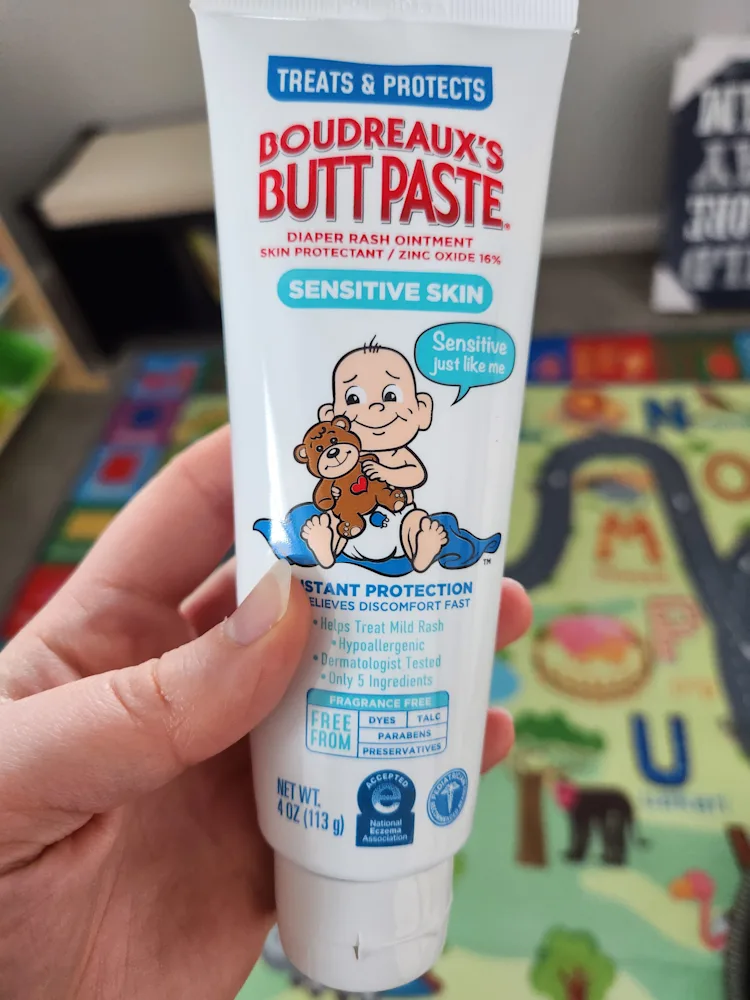 TREATS & PROTECTS
BOUDREAUX'S
BUTT PASTE®
DIAPER RASH OINTMENT
SKIN PROTECTANT / ZINC OXIDE 16%
SENSITIVE SKIN
Sensitive
just like me
™
STANT PROTECTION
ELIEVES DISCOMFORT FAST
• Helps Treat Mild Rash
• Hypoallergenic
• Dermatologist Tested
• Only 5 Ingredients
FRAGRANCE FREE
FREE
FROM
DYES
TALC
PARABENS
PRESERVATIVES
NET WT.
4 OZ (113 g)
ACCEPTED
National
Eczema
Association
N
O
M
P
U